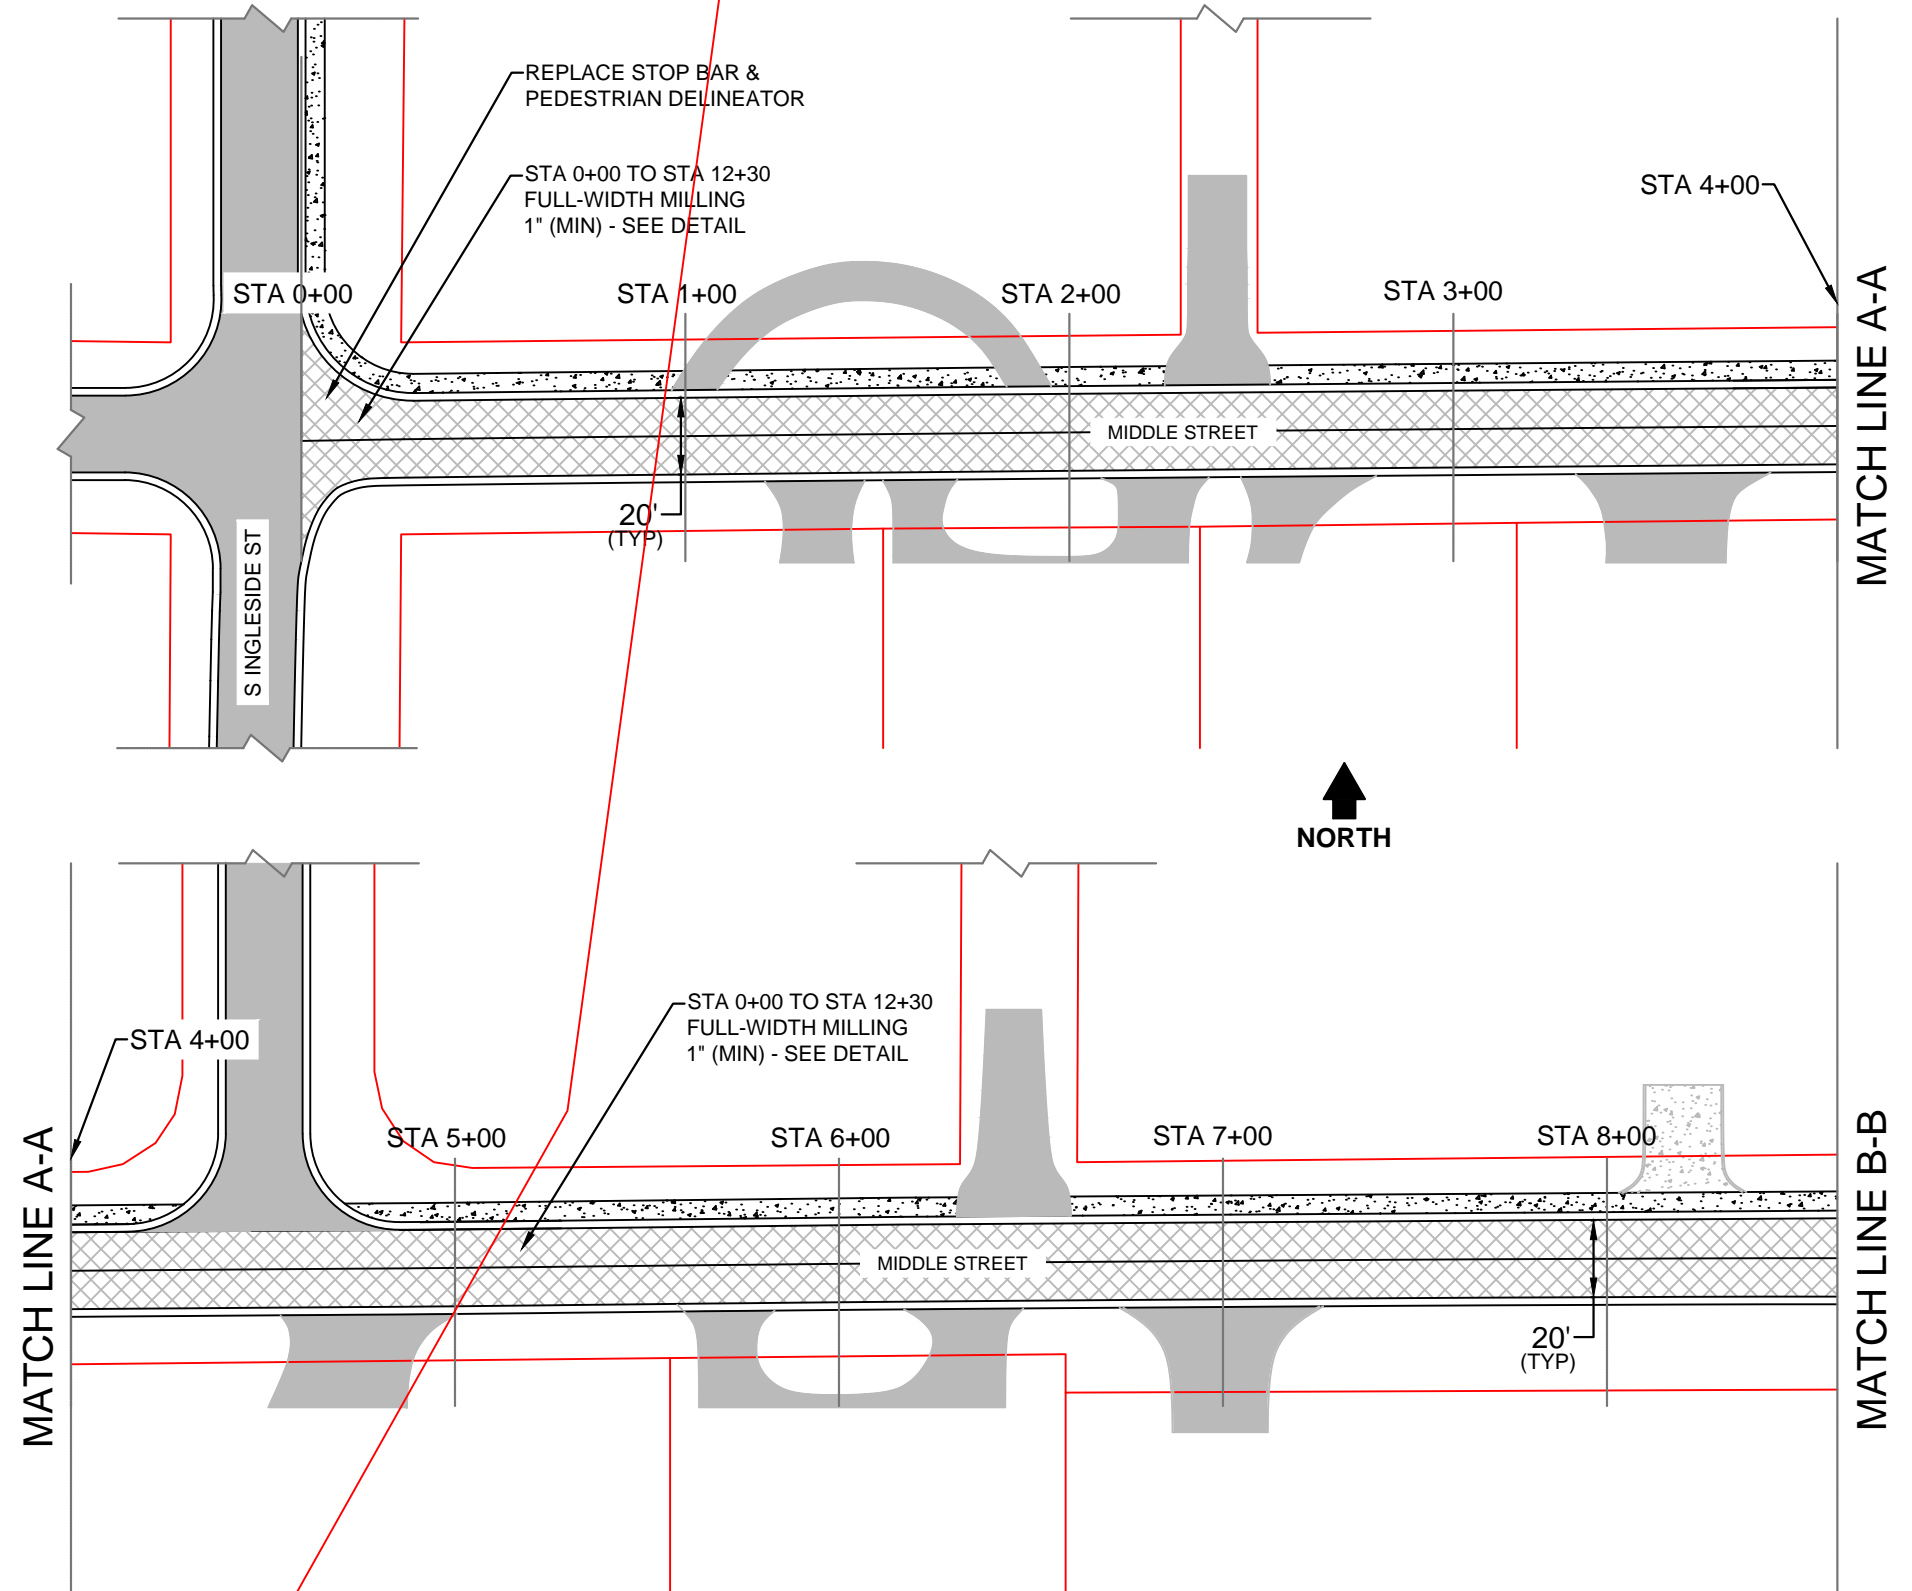 REPLACE STOP BAR &
PEDESTRIAN DELINEATOR
STA 0+00 TO STA 12+30
FULL-WIDTH MILLING
1" (MIN) - SEE DETAIL
STA 4+00
STA 0+00
STA 1+00
STA 2+00
STA 3+00
MATCH LINE A-A
MIDDLE STREET
20'
(TYP)
S INGLESIDE ST
NORTH
STA 0+00 TO STA 12+30
FULL-WIDTH MILLING
1" (MIN) - SEE DETAIL
STA 4+00
STA 5+00
STA 6+00
STA 7+00
STA 8+00
MATCH LINE A-A
MATCH LINE B-B
MIDDLE STREET
20'
(TYP)